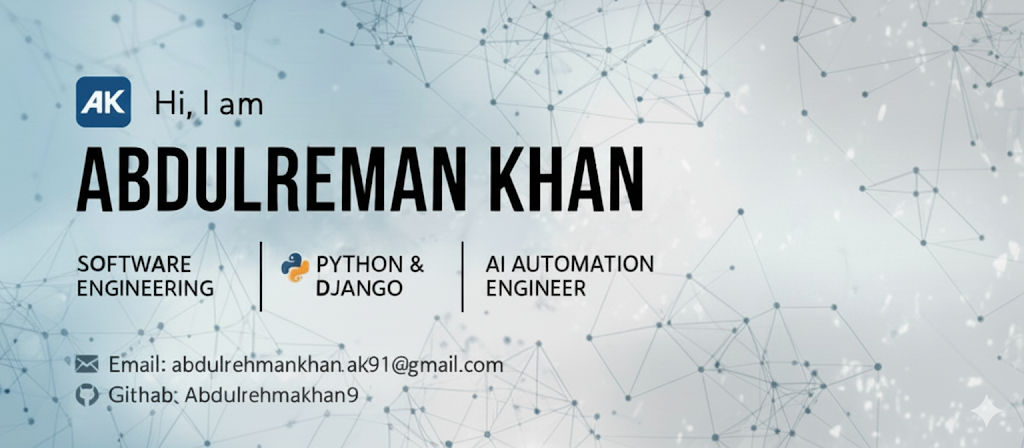 AK Hi, I am
ABDULREMAN KHAN
SOFTWARE
ENGINEERING
PYTHON &
DJANGO
AI AUTOMATION
ENGINEER
Email: abdulrehmankhan.ak91@gmail.com
Githab: Abdulrehmakhan9